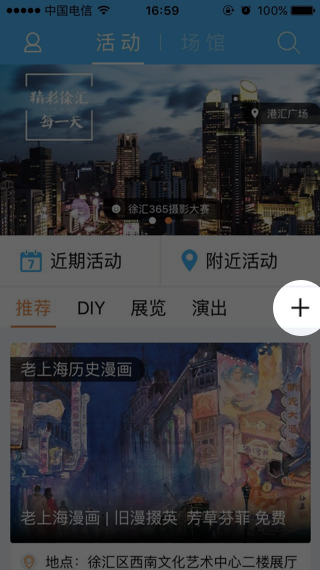 中国电信 16:59 100%
活动 | 场馆
精彩徐汇
每一天
港汇广场
徐汇365摄影大赛
7 近期活动 附近活动
推荐 DIY 展览 演出 +
老上海历史漫画
老上海漫画 | 旧漫掇英 芳草芬菲 免费
地点：徐汇区西南文化艺术中心二楼展厅